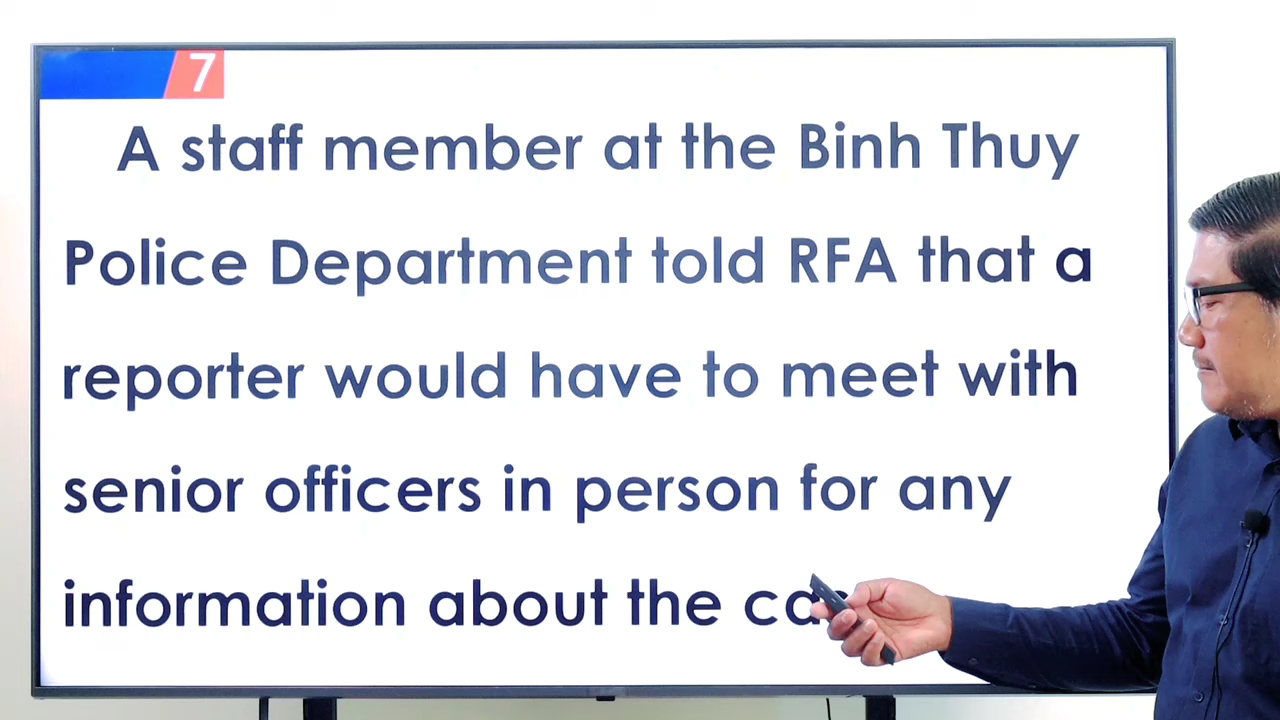 7
A staff member at the Binh Thuy
Police Department told RFA that a
reporter would have to meet with
senior officers in person for any
information about the